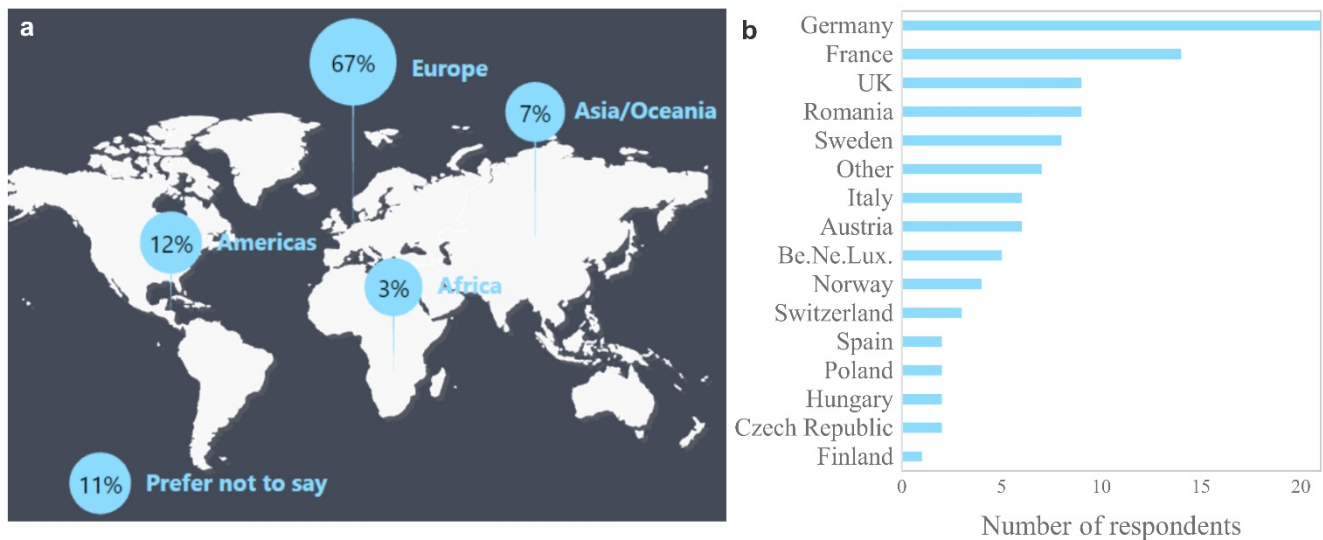 a
67%
Europe
7%
Asia/Oceania
12%
Americas
3%
Africa
11%
Prefer not to say
b
Germany
France
UK
Romania
Sweden
Other
Italy
Austria
Be.Ne.Lux.
Norway
Switzerland
Spain
Poland
Hungary
Czech Republic
Finland
0 5 10 15 20
Number of respondents